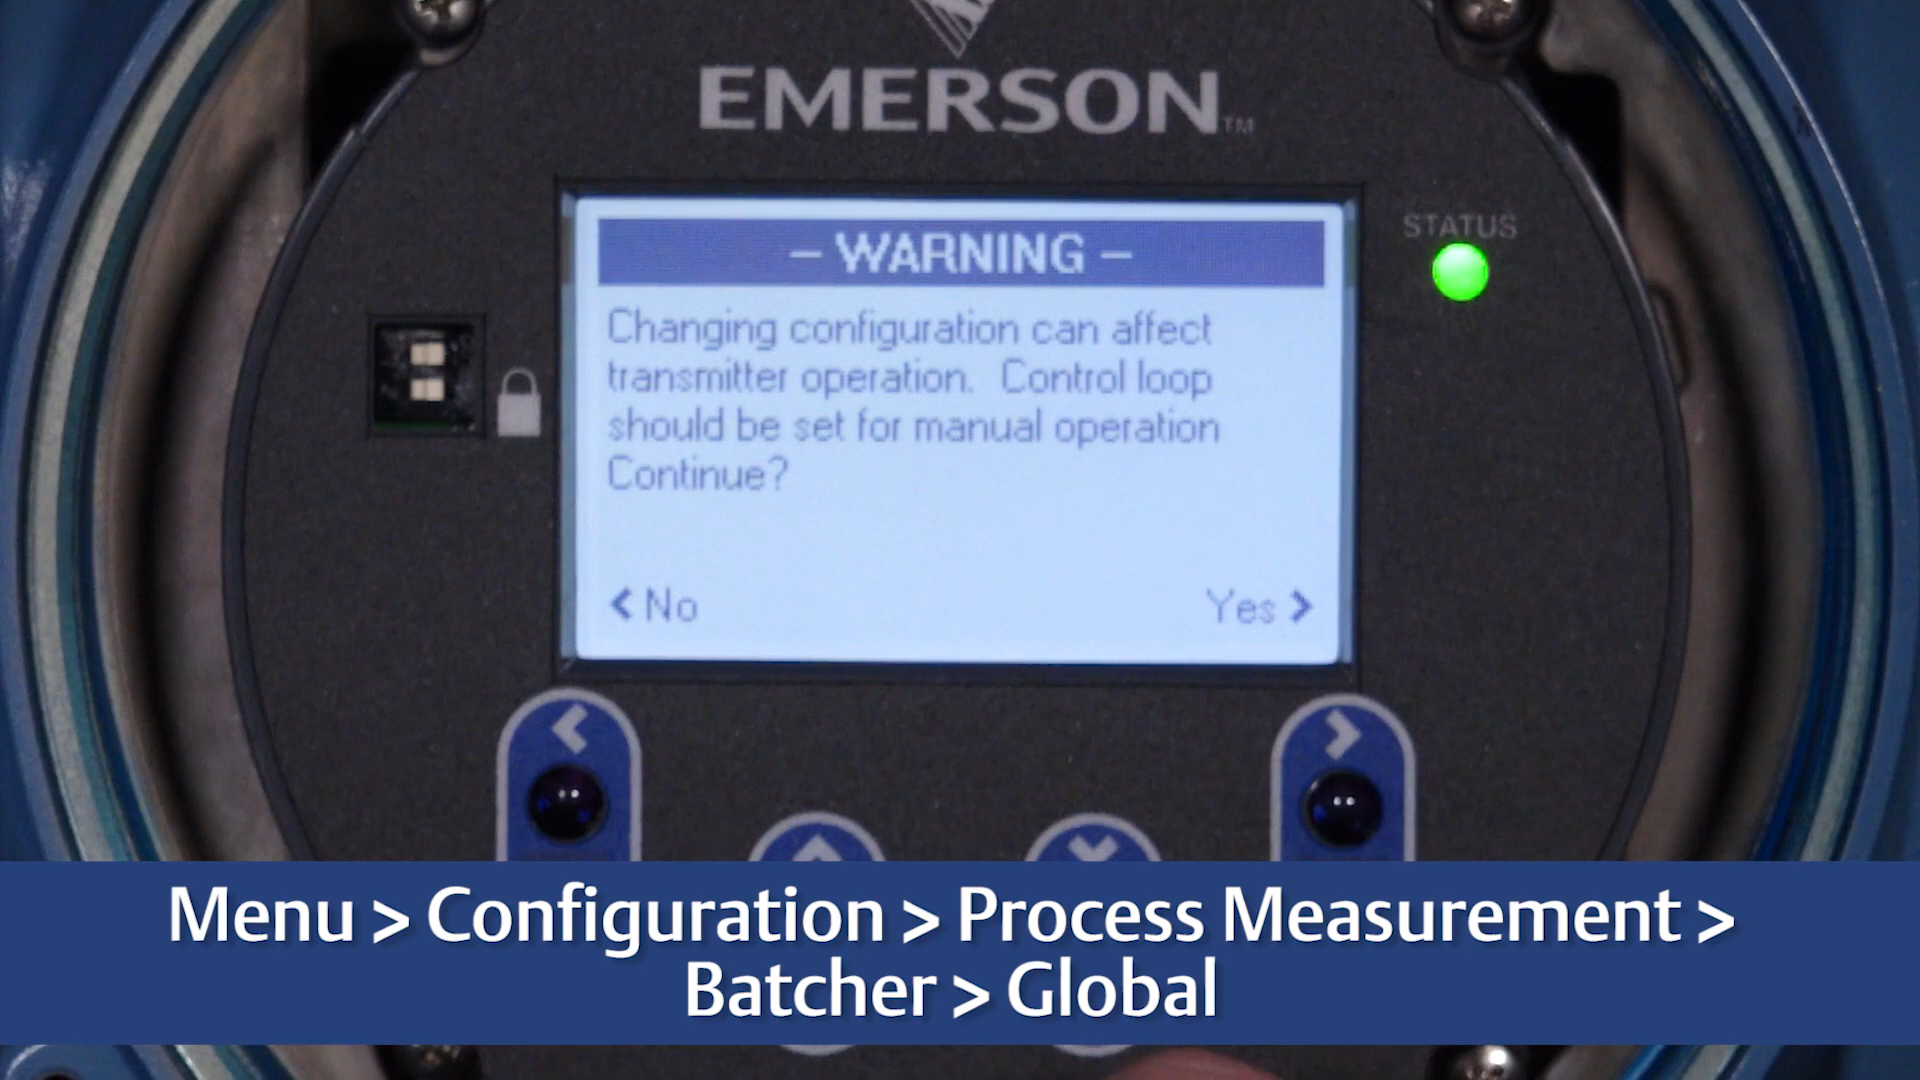 EMERSON™
STATUS
– WARNING –
Changing configuration can affect
transmitter operation. Control loop
should be set for manual operation
Continue?
< No
Yes >
Menu > Configuration > Process Measurement >
Batcher > Global